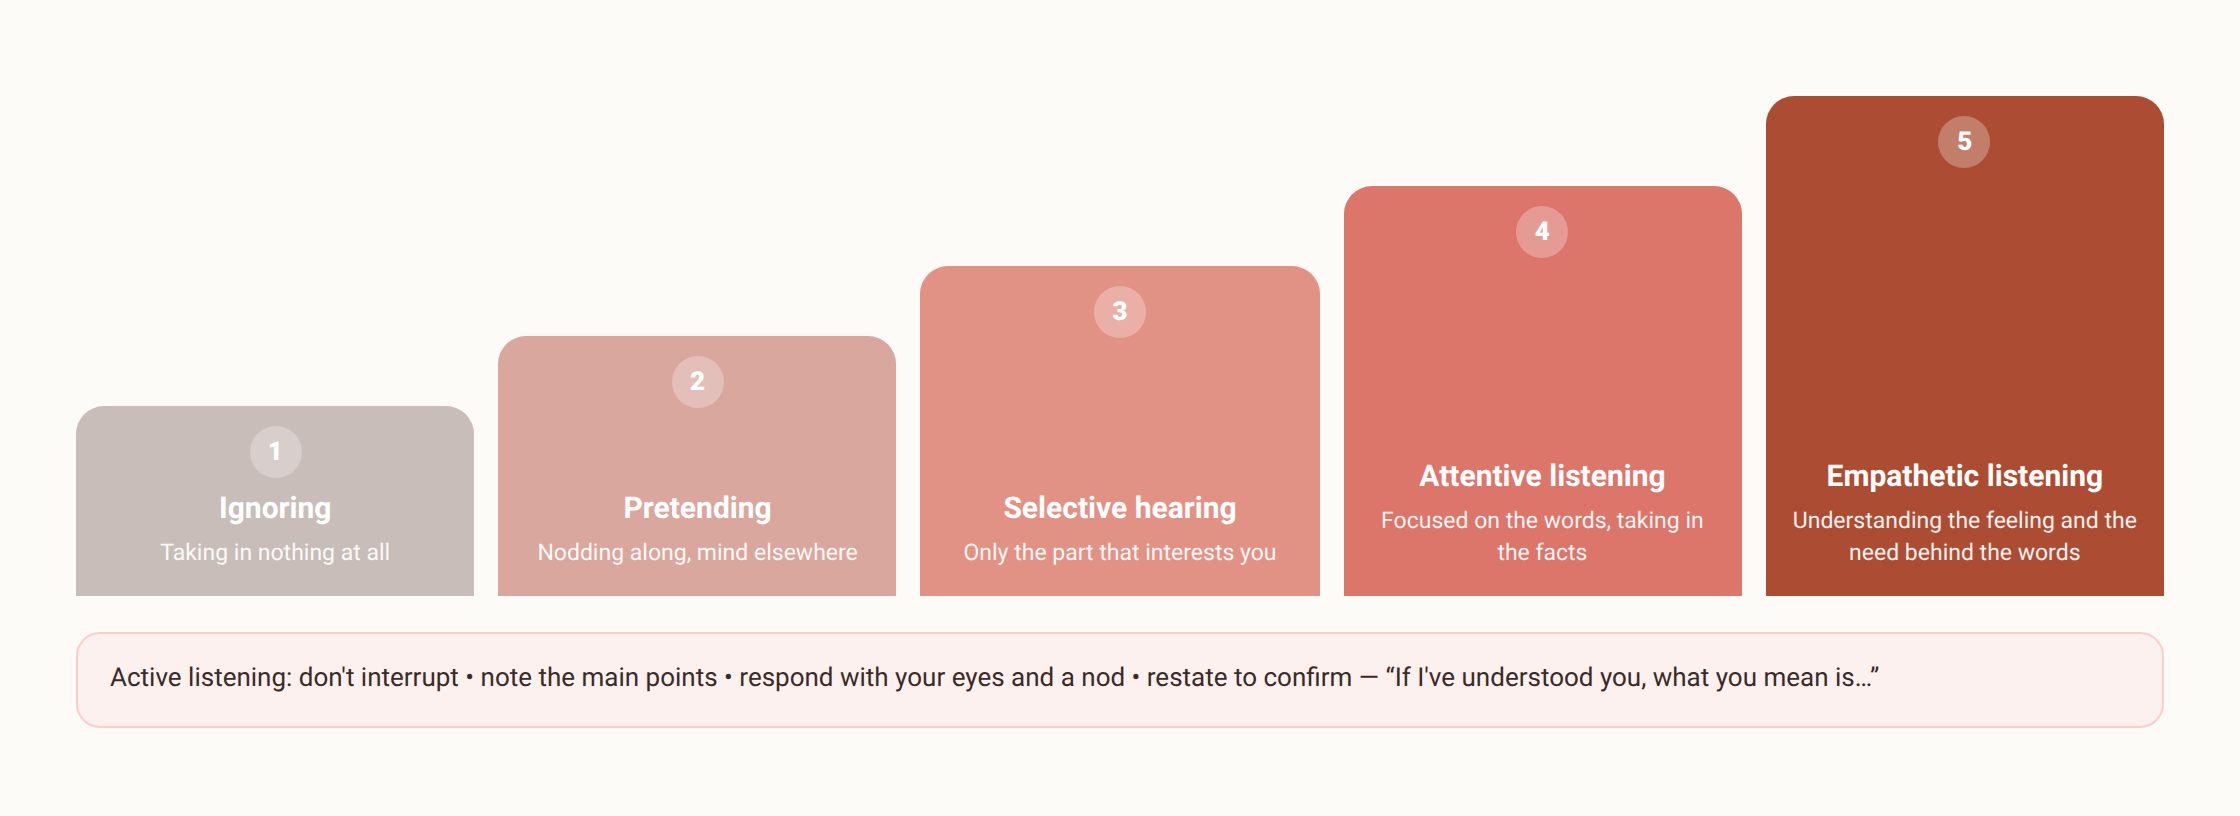 1
Ignoring
Taking in nothing at all
2
Pretending
Nodding along, mind elsewhere
3
Selective hearing
Only the part that interests you
4
Attentive listening
Focused on the words, taking in
the facts
5
Empathetic listening
Understanding the feeling and the
need behind the words
Active listening: don't interrupt • note the main points • respond with your eyes and a nod • restate to confirm — “If I've understood you, what you mean is…”